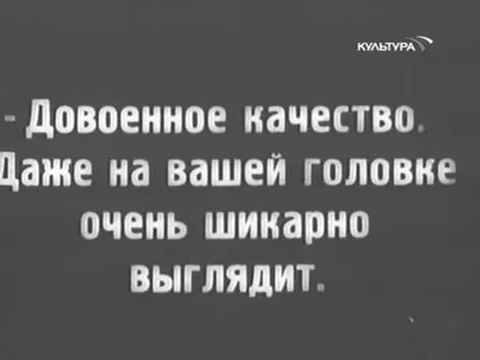 КУЛЬТУРА
- Довоенное качество.
Даже на вашей головке
очень шикарно
выглядит.